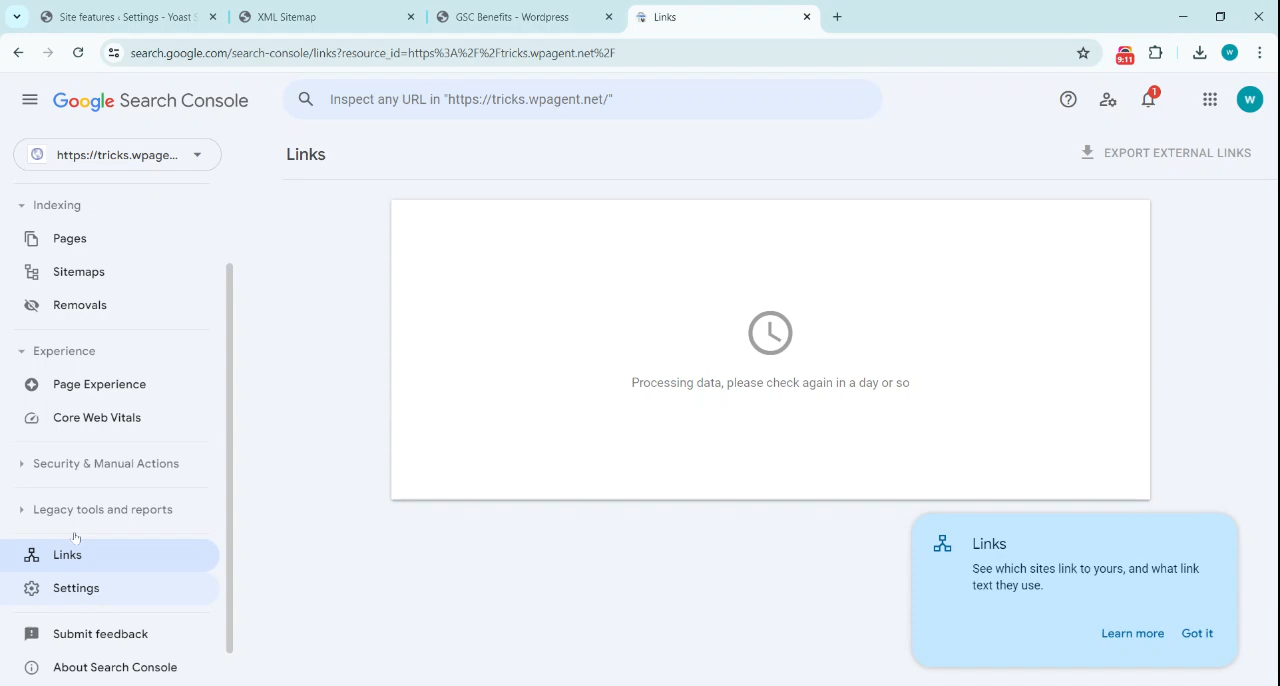 Site features ‹ Settings - Yoast S
XML Sitemap
GSC Benefits - Wordpress
Links
search.google.com/search-console/links?resource_id=https%3A%2F%2Ftricks.wpagent.net%2F
9:11
W
Google Search Console
Inspect any URL in "https://tricks.wpagent.net/"
1
W
https://tricks.wpage...
Links
EXPORT EXTERNAL LINKS
Indexing
Pages
Sitemaps
Removals
Experience
Page Experience
Core Web Vitals
Security & Manual Actions
Legacy tools and reports
Links
Settings
Submit feedback
About Search Console
Processing data, please check again in a day or so
Links
See which sites link to yours, and what link
text they use.
Learn more
Got it